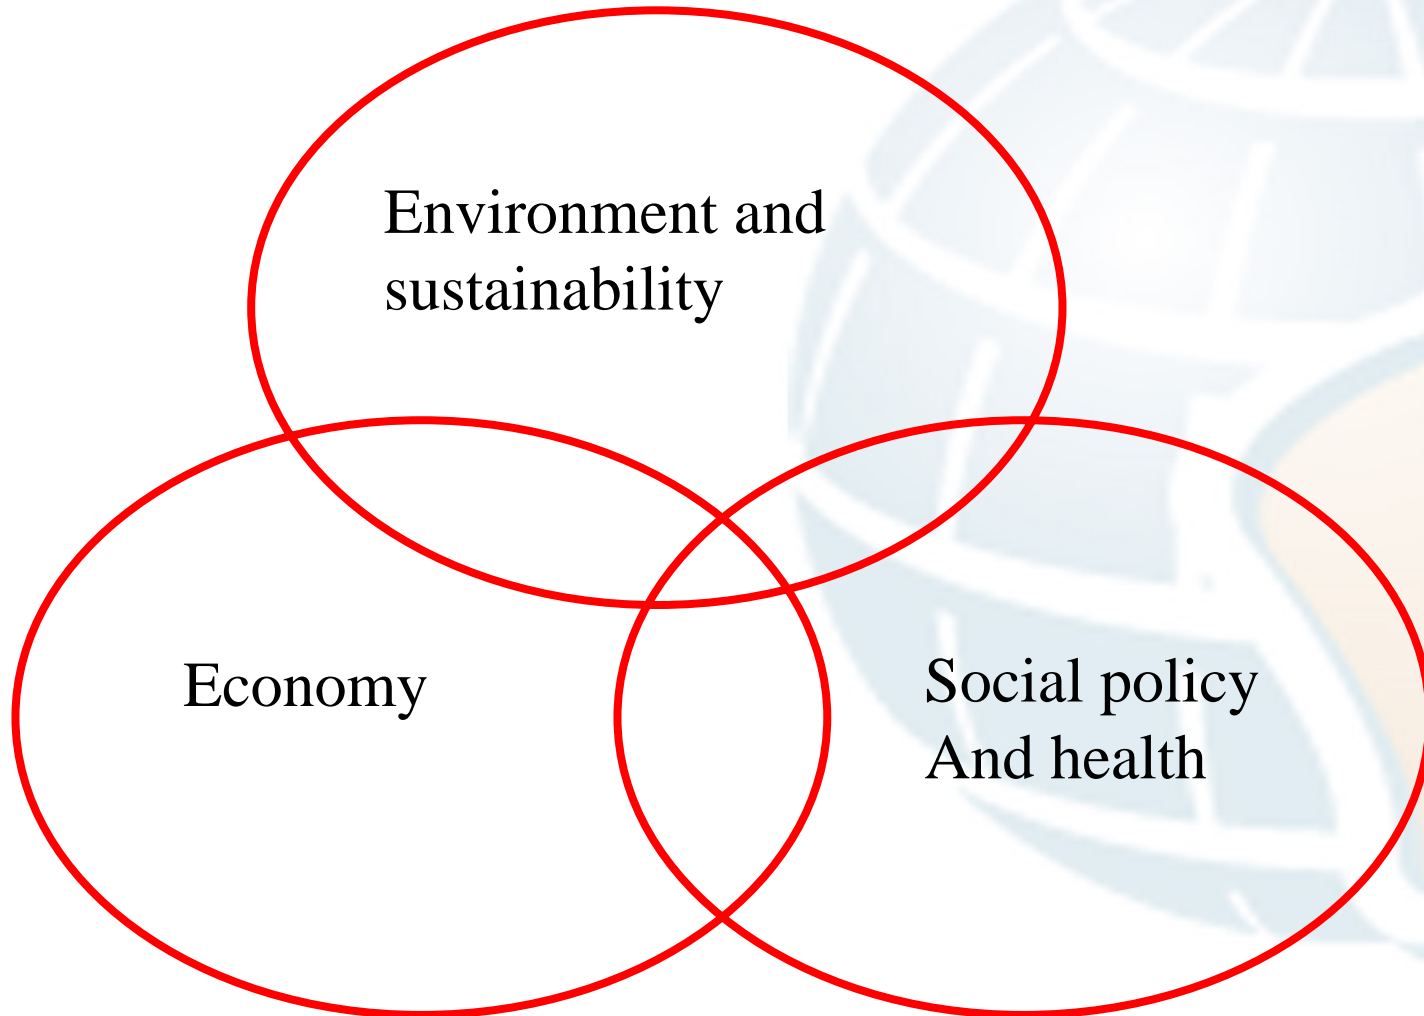 Environment and
sustainability
Economy
Social policy
And health